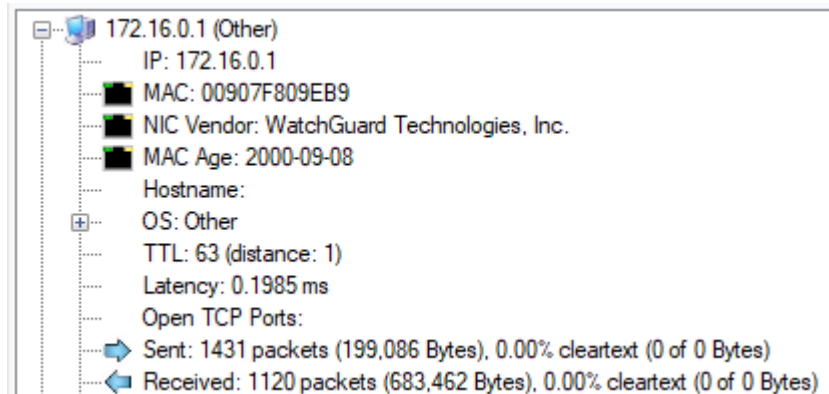 172.16.0.1 (Other)
IP: 172.16.0.1
MAC: 00907F809EB9
NIC Vendor: WatchGuard Technologies, Inc.
MAC Age: 2000-09-08
Hostname:
OS: Other
TTL: 63 (distance: 1)
Latency: 0.1985 ms
Open TCP Ports:
Sent: 1431 packets (199,086 Bytes), 0.00% cleartext (0 of 0 Bytes)
Received: 1120 packets (683,462 Bytes), 0.00% cleartext (0 of 0 Bytes)